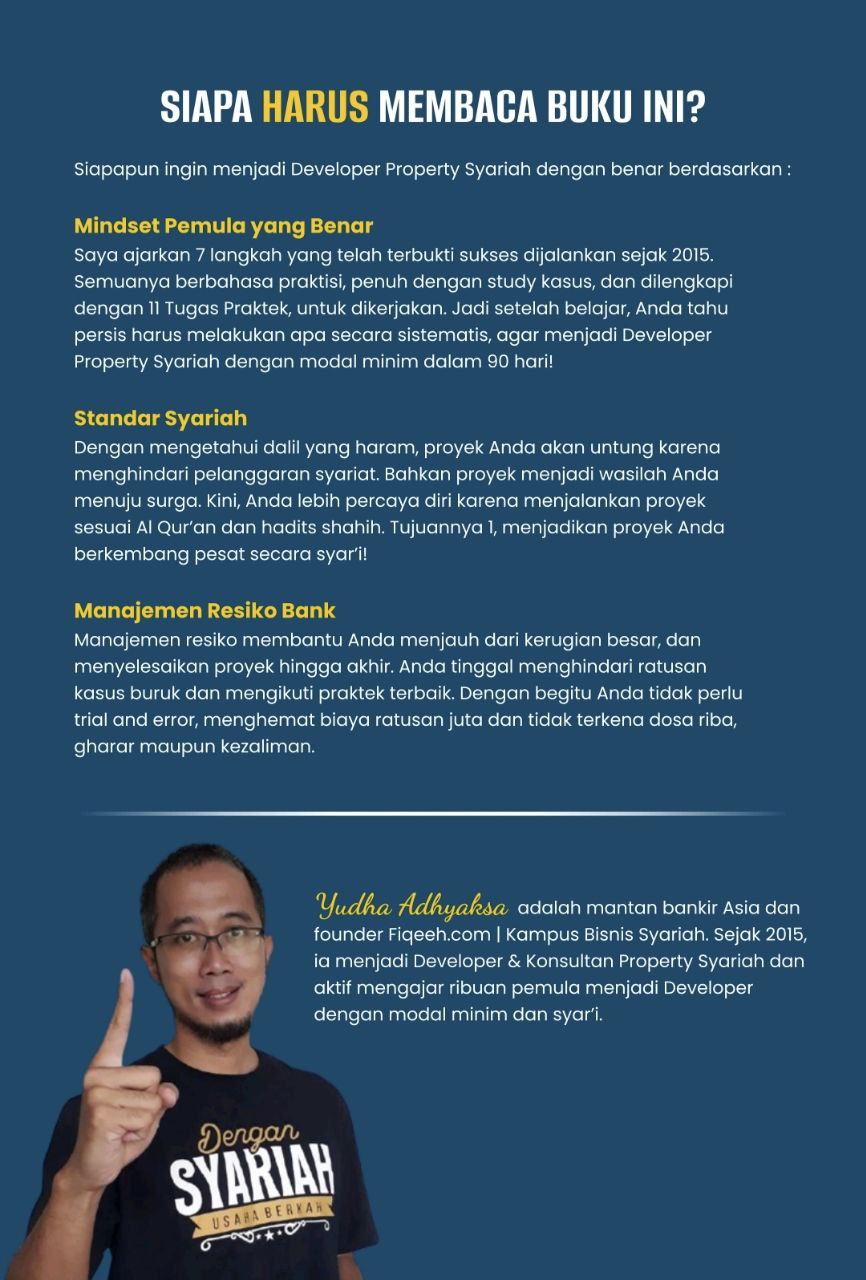 SIAPA HARUS MEMBACA BUKU INI?
Siapapun ingin menjadi Developer Property Syariah dengan benar berdasarkan :
Mindset Pemula yang Benar
Saya ajarkan 7 langkah yang telah terbukti sukses dijalankan sejak 2015.
Semuanya berbahasa praktisi, penuh dengan study kasus, dan dilengkapi
dengan 11 Tugas Praktek, untuk dikerjakan. Jadi setelah belajar, Anda tahu
persis harus melakukan apa secara sistematis, agar menjadi Developer
Property Syariah dengan modal minim dalam 90 hari!
Standar Syariah
Dengan mengetahui dalil yang haram, proyek Anda akan untung karena
menghindari pelanggaran syariat. Bahkan proyek menjadi wasilah Anda
menuju surga. Kini, Anda lebih percaya diri karena menjalankan proyek
sesuai Al Qur’an dan hadits shahih. Tujuannya 1, menjadikan proyek Anda
berkembang pesat secara syar’i!
Manajemen Resiko Bank
Manajemen resiko membantu Anda menjauh dari kerugian besar, dan
menyelesaikan proyek hingga akhir. Anda tinggal menghindari ratusan
kasus buruk dan mengikuti praktek terbaik. Dengan begitu Anda tidak perlu
trial and error, menghemat biaya ratusan juta dan tidak terkena dosa riba,
gharar maupun kezaliman.
Yudha Adhyaksa adalah mantan bankir Asia dan
founder Fiqeeh.com | Kampus Bisnis Syariah. Sejak 2015,
ia menjadi Developer & Konsultan Property Syariah dan
aktif mengajar ribuan pemula menjadi Developer
dengan modal minim dan syar’i.
Dengan
SYARIAH
USAHA BERKAH